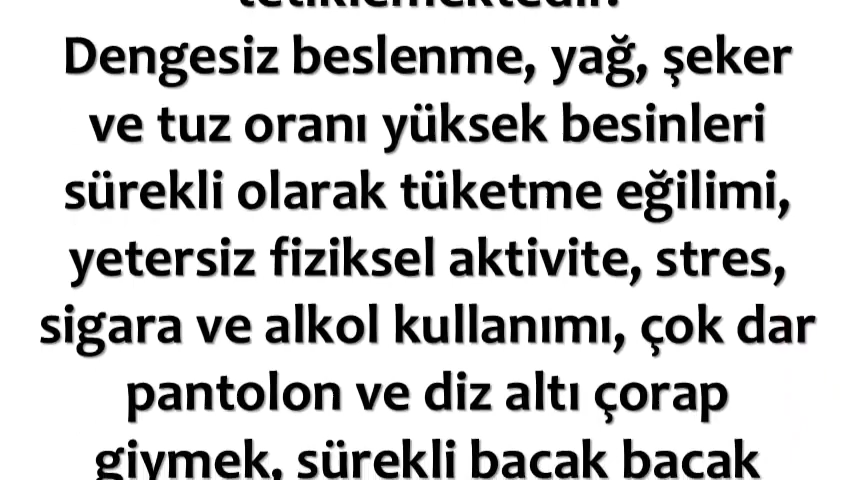 tetiklemektedir.
Dengesiz beslenme, yağ, şeker
ve tuz oranı yüksek besinleri
sürekli olarak tüketme eğilimi,
yetersiz fiziksel aktivite, stres,
sigara ve alkol kullanımı, çok dar
pantolon ve diz altı çorap
giymek, sürekli bacak bacak